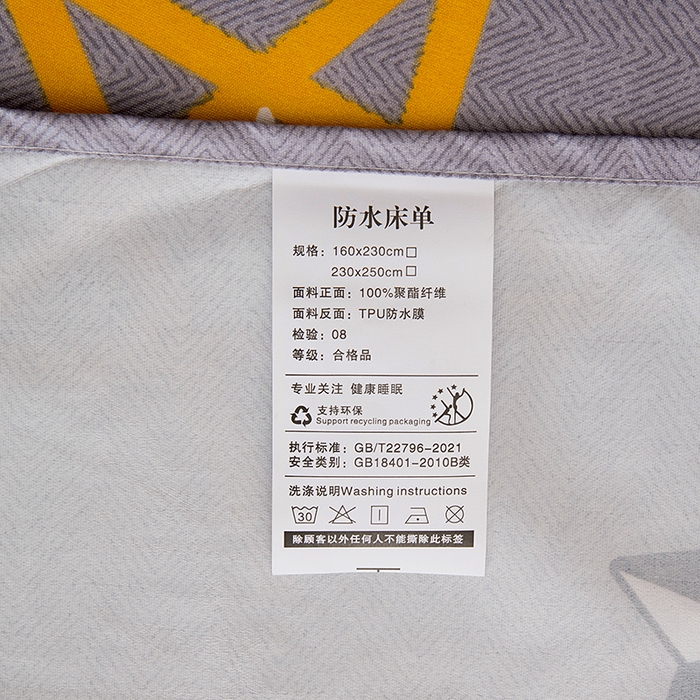 防水床单
规格：160x230cm□
230x250cm□
面料正面：100%聚酯纤维
面料反面：TPU防水膜
检验：08
等级：合格品
专业关注 健康睡眠
支持环保
Support recycling packaging
执行标准：GB/T22796-2021
安全类别：GB18401-2010B类
洗涤说明Washing instructions
30
除顾客以外任何人不能撕除此标签